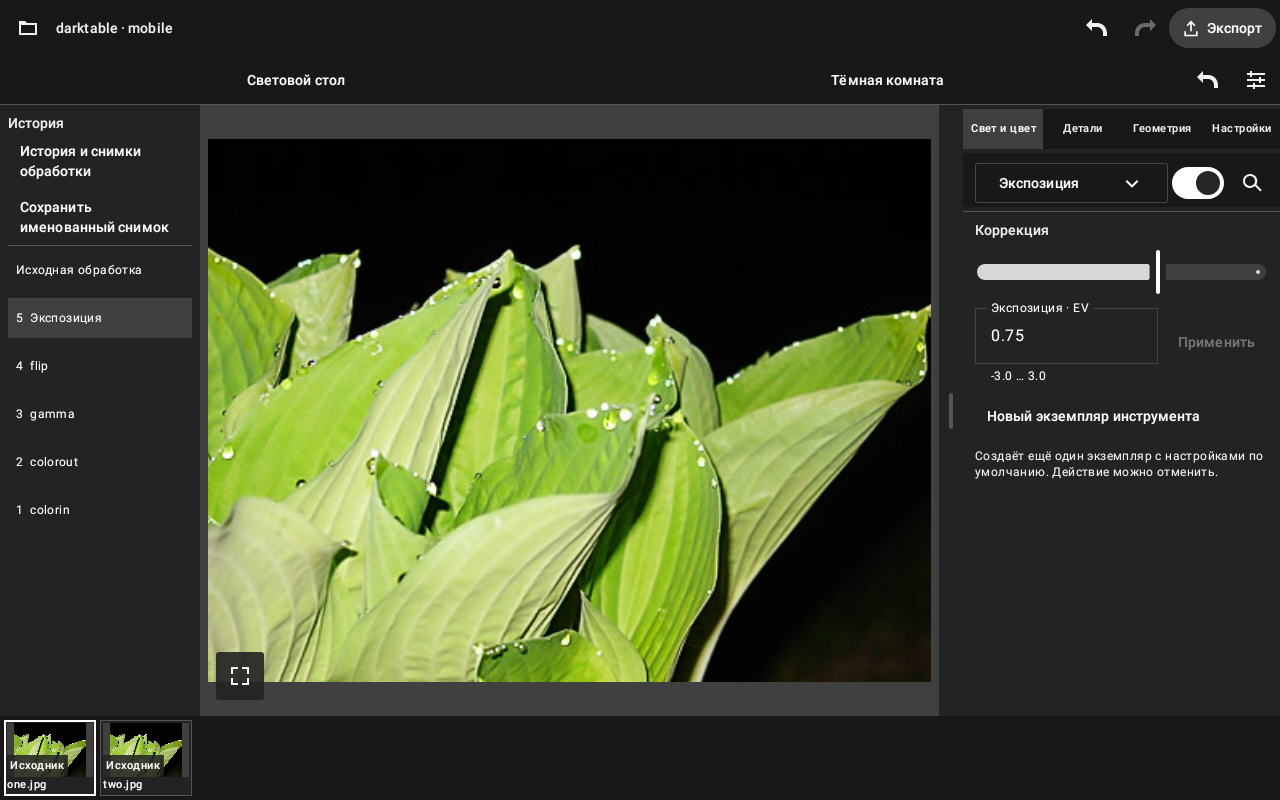 darktable · mobile
Экспорт
Световой стол
Тёмная комната
История
История и снимки
обработки
Сохранить
именованный снимок
Исходная обработка
5 Экспозиция
4 flip
3 gamma
2 colorout
1 colorin
Свет и цвет
Детали
Геометрия
Настройки
Экспозиция
Коррекция
Экспозиция · EV
0.75
Применить
-3.0 … 3.0
Новый экземпляр инструмента
Создаёт ещё один экземпляр с настройками по
умолчанию. Действие можно отменить.
Исходник
one.jpg
Исходник
two.jpg